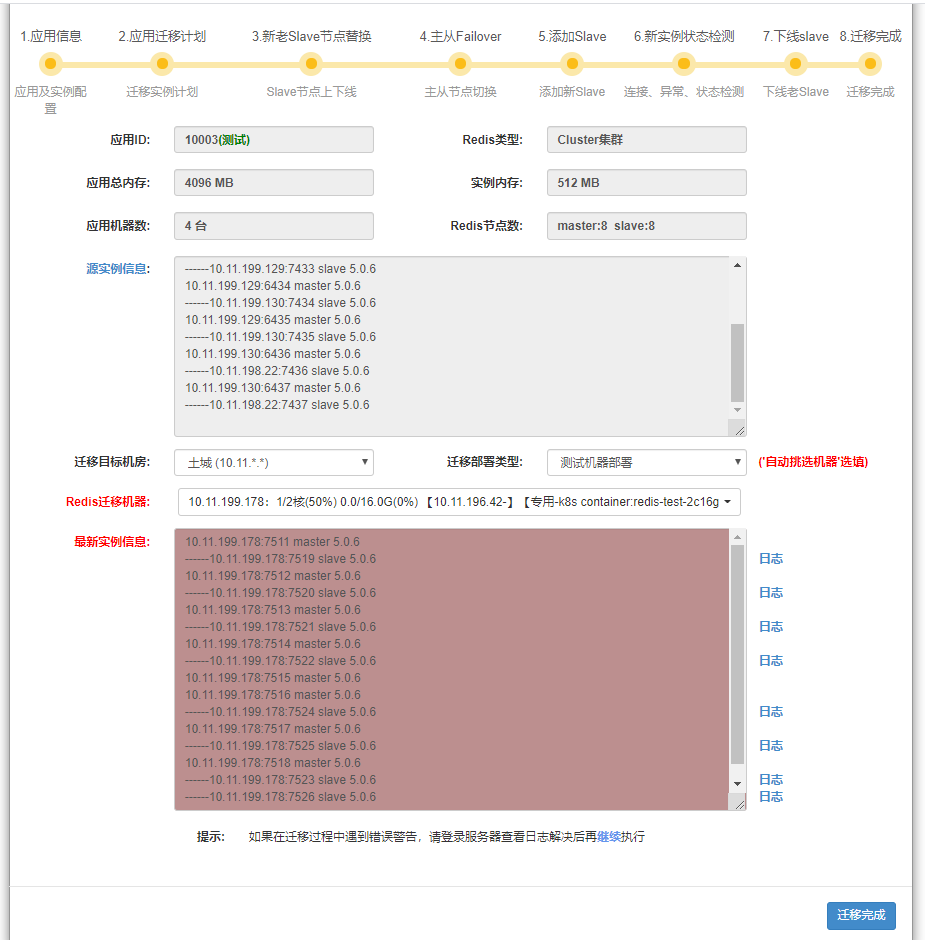 1.应用信息 2.应用迁移计划 3.新老Slave节点替换 4.主从Failover 5.添加Slave 6.新实例状态检测 7.下线slave 8.迁移完成
应用及实例配置 迁移实例计划 Slave节点上下线 主从节点切换 添加新Slave 连接、异常、状态检测 下线老Slave 迁移完成
应用ID: 10003(测试) Redis类型: Cluster集群
应用总内存: 4096 MB 实例内存: 512 MB
应用机器数: 4 台 Redis节点数: master:8 slave:8
源实例信息:
------10.11.199.129:7433 slave 5.0.6
10.11.199.129:6434 master 5.0.6
------10.11.199.130:7434 slave 5.0.6
10.11.199.129:6435 master 5.0.6
------10.11.199.130:7435 slave 5.0.6
10.11.199.130:6436 master 5.0.6
------10.11.198.22:7436 slave 5.0.6
10.11.199.130:6437 master 5.0.6
------10.11.198.22:7437 slave 5.0.6
迁移目标机房: 土城 (10.11.*.*) 迁移部署类型: 测试机器部署 ('自动挑选机器'选填)
Redis迁移机器: 10.11.199.178：1/2核(50%) 0.0/16.0G(0%) 【10.11.196.42-】【专用-k8s container:redis-test-2c16g
最新实例信息: 10.11.199.178:7511 master 5.0.6
------10.11.199.178:7519 slave 5.0.6 日志
10.11.199.178:7512 master 5.0.6
------10.11.199.178:7520 slave 5.0.6 日志
10.11.199.178:7513 master 5.0.6
------10.11.199.178:7521 slave 5.0.6 日志
10.11.199.178:7514 master 5.0.6
------10.11.199.178:7522 slave 5.0.6 日志
10.11.199.178:7515 master 5.0.6
10.11.199.178:7516 master 5.0.6
------10.11.199.178:7524 slave 5.0.6 日志
10.11.199.178:7517 master 5.0.6
------10.11.199.178:7525 slave 5.0.6 日志
10.11.199.178:7518 master 5.0.6
------10.11.199.178:7523 slave 5.0.6 日志
------10.11.199.178:7526 slave 5.0.6 日志
提示: 如果在迁移过程中遇到错误警告，请登录服务器查看日志解决后再继续执行
迁移完成